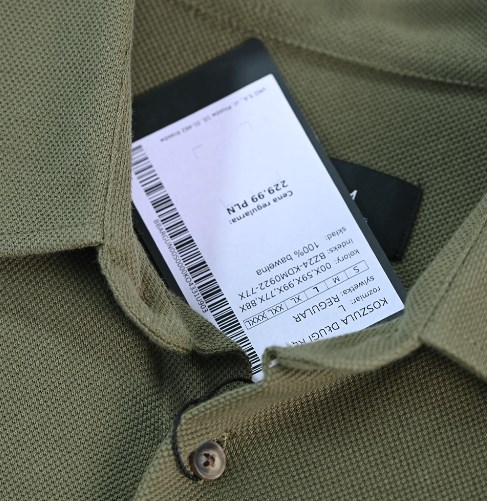 KOSZULA DŁUGI
rozmiar: L
sylwetka: REGULAR
S M L XL XXL XXXL
kolory: 00X,59X,99X,77X,88X
indeks: BZ24-KDM0922-77X
skład: 100% bawełna
Cena regularna:
229.99 PLN